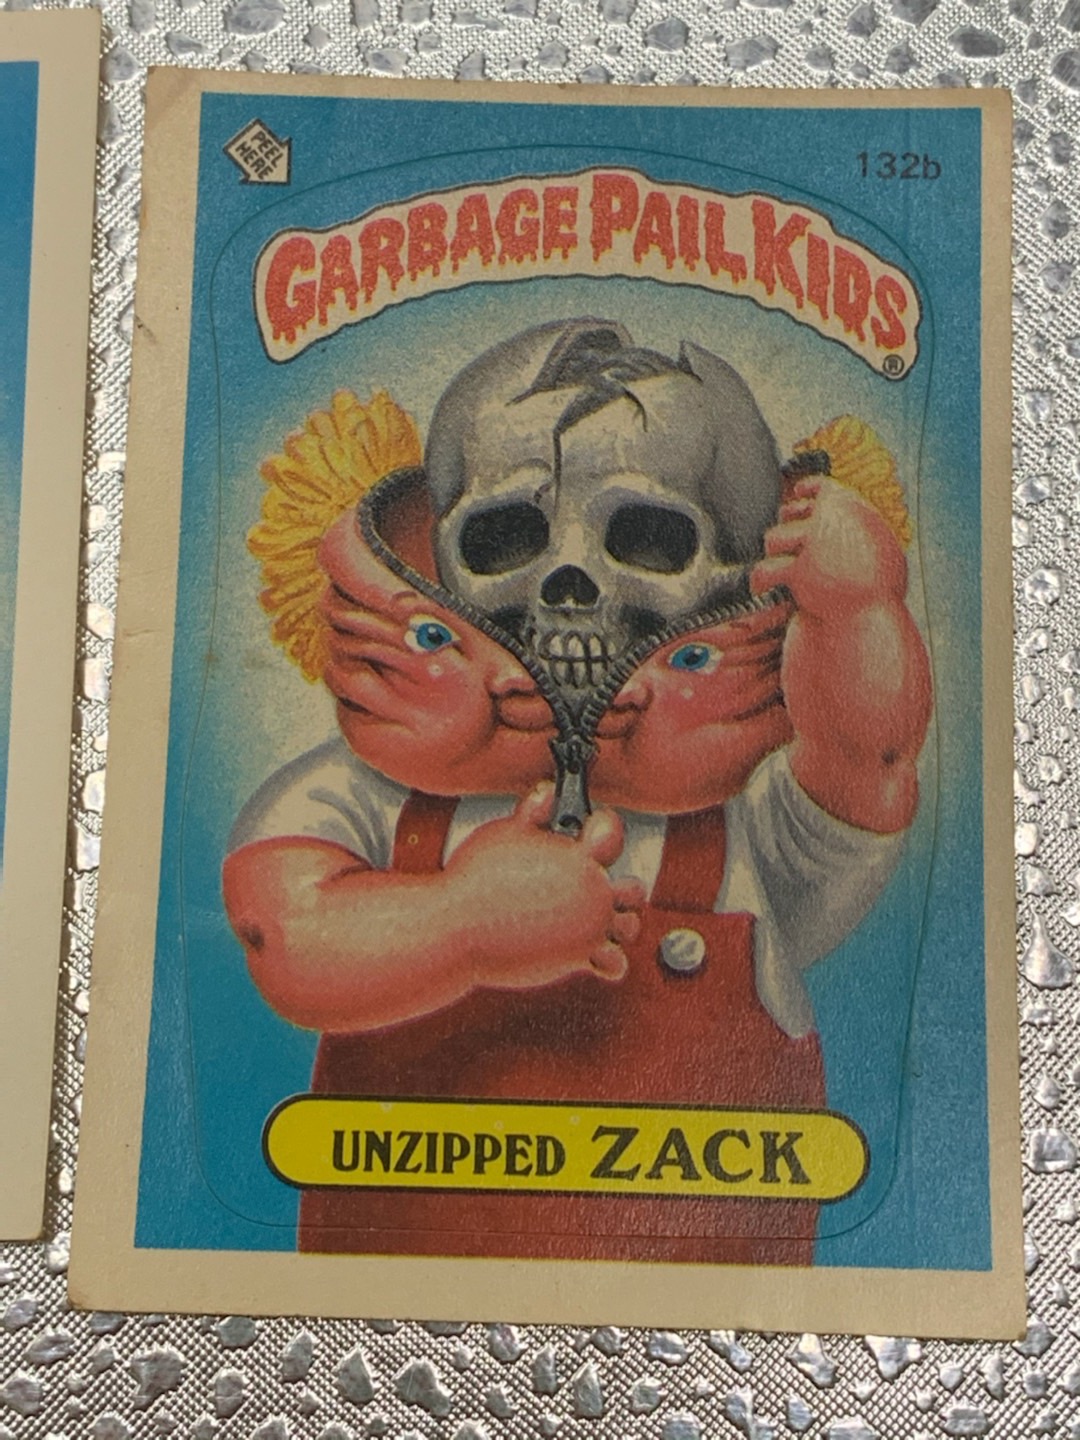 PEEL
HERE
132b
GARBAGE PAIL KIDS®
UNZIPPED ZACK